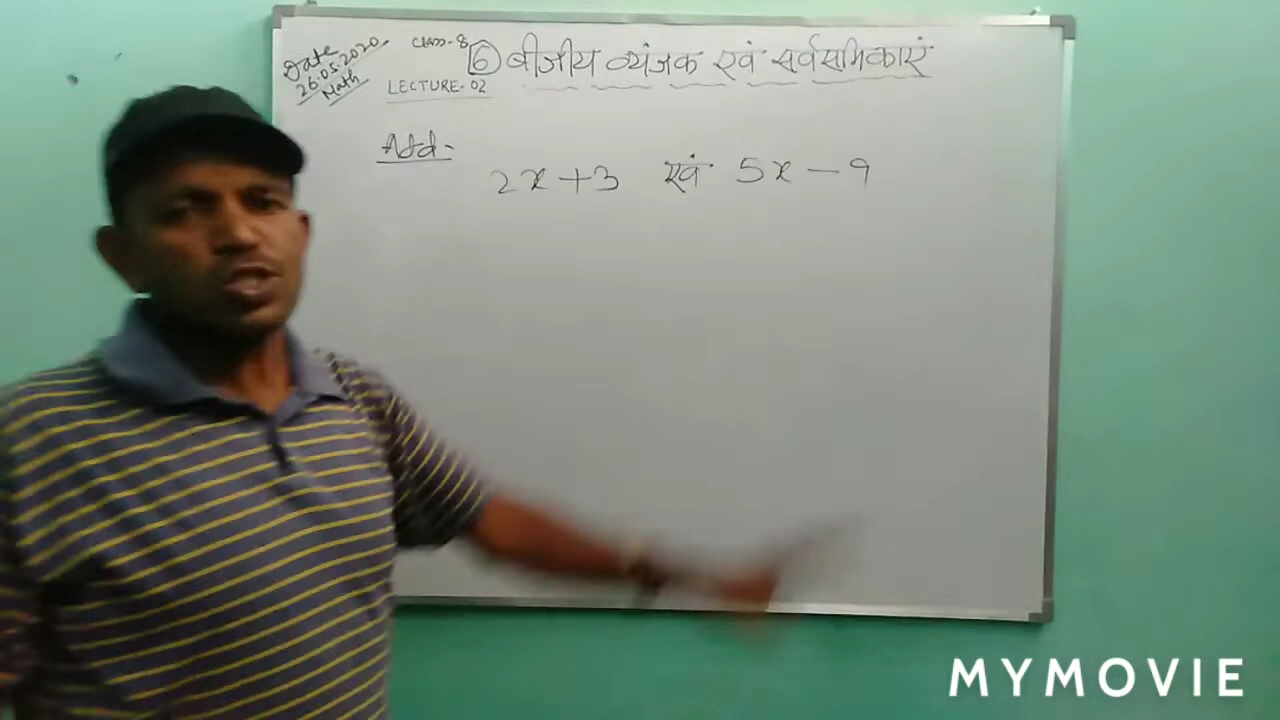 Date
26.05.2020
Math
Class-8
⑥ बीजीय व्यंजक एवं सर्वसमिकाएं
LECTURE-02
Add-
2x+3 एवं 5x-9
MYMOVIE